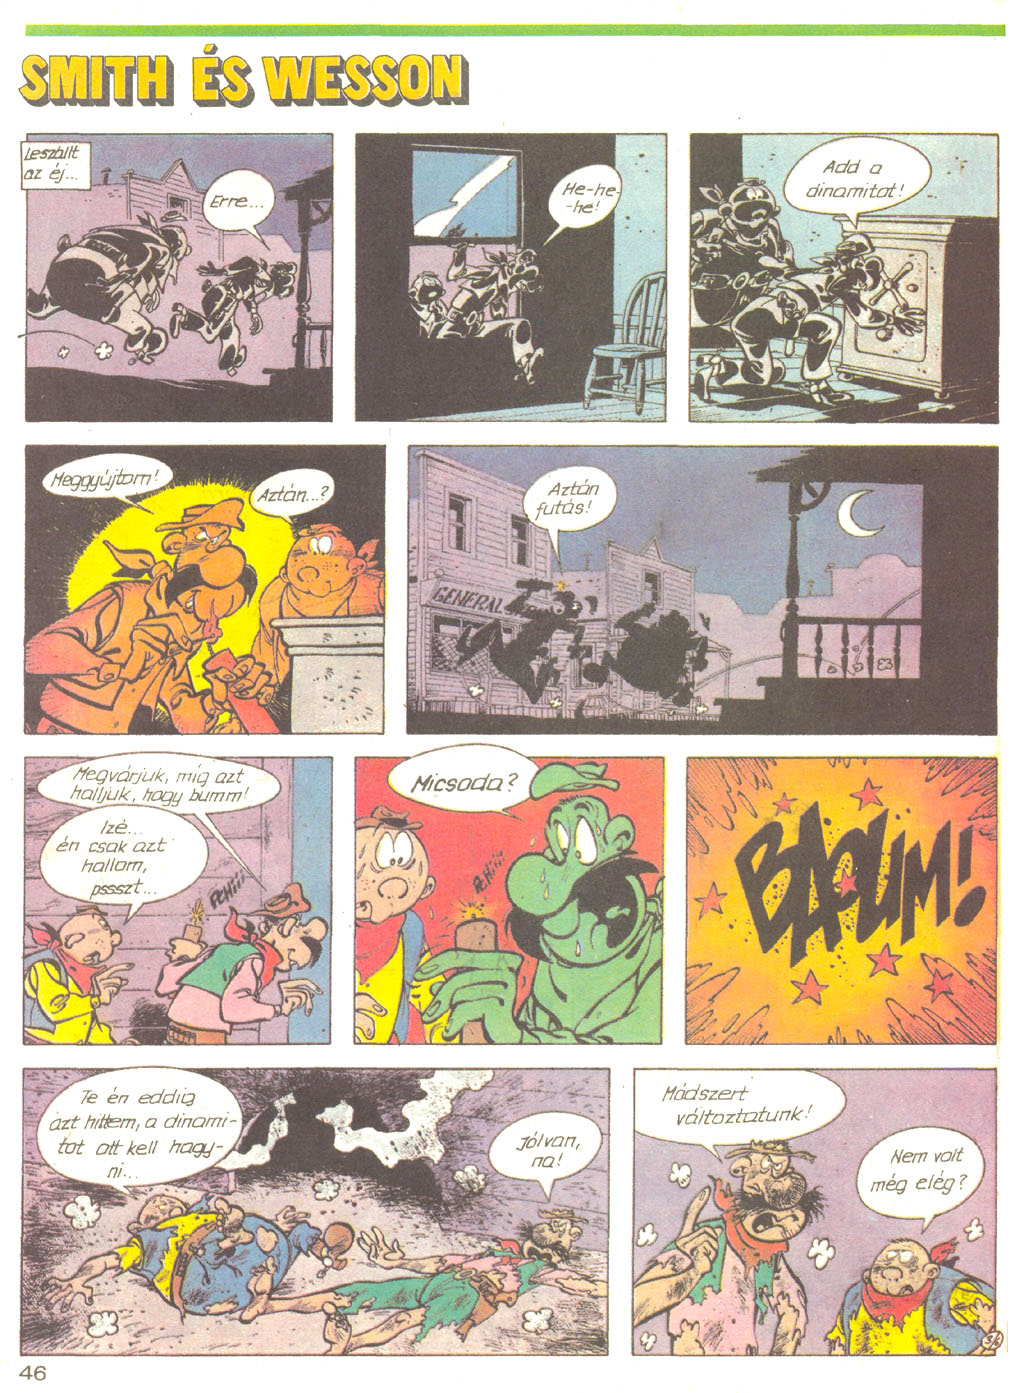 SMITH ÉS WESSON
Leszállt
az éj...
Erre...
He-he-
-he!
Add a
dinamitot!
Meggyújtom!
Aztán...?
Aztán
futás!
GENERAL
Megvárjuk, míg azt
halljuk, hogy bumm!
Izé...
én csak azt
hallom,
psssszt...
Micsoda?
BAOUM!
Te én eddig
azt hittem, a dinami-
tot ott kell hagy-
ni...
Jólvan,
na!
Módszert
változtatunk!
Nem volt
még elég?
46